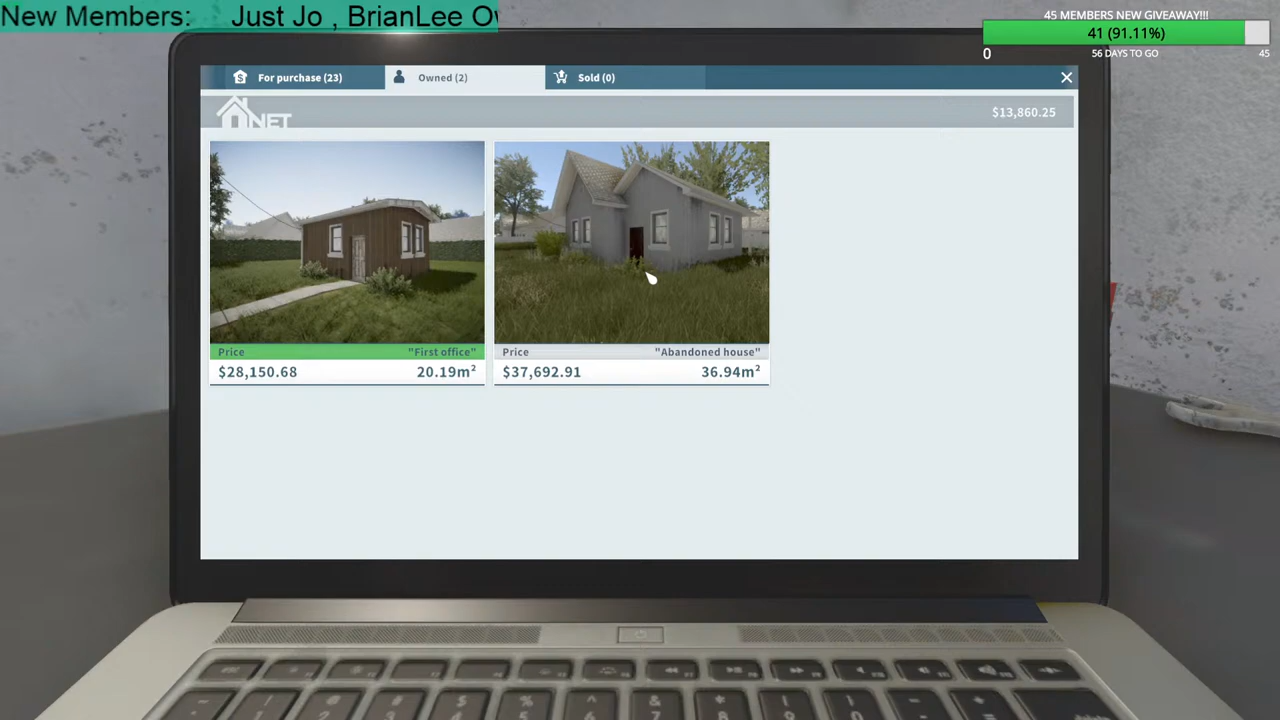 New Members: Just Jo , BrianLee
45 MEMBERS NEW GIVEAWAY!!!
41 (91.11%)
0 56 DAYS TO GO 45
For purchase (23) Owned (2) Sold (0)
NET $13,860.25
Price "First office" Price "Abandoned house"
$28,150.68 20.19m² $37,692.91 36.94m²